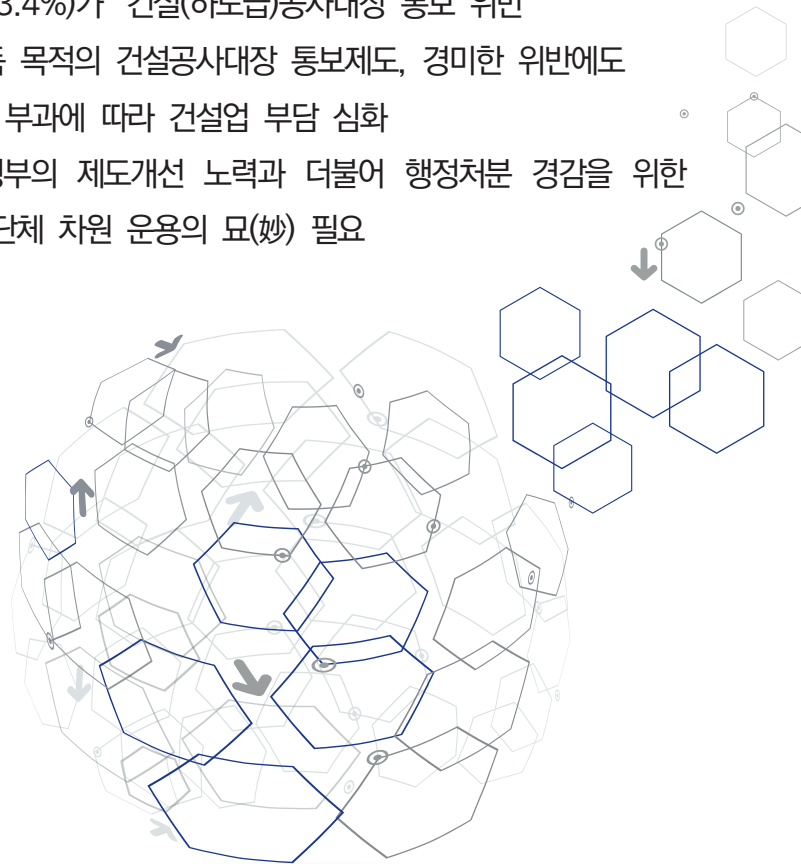 3.4%)가 건설(하도급)공사대장 통보 위반
목적의 건설공사대장 통보제도, 경미한 위반에도
부과에 따라 건설업 부담 심화
부의 제도개선 노력과 더불어 행정처분 경감을 위한
단체 차원 운용의 묘(妙) 필요